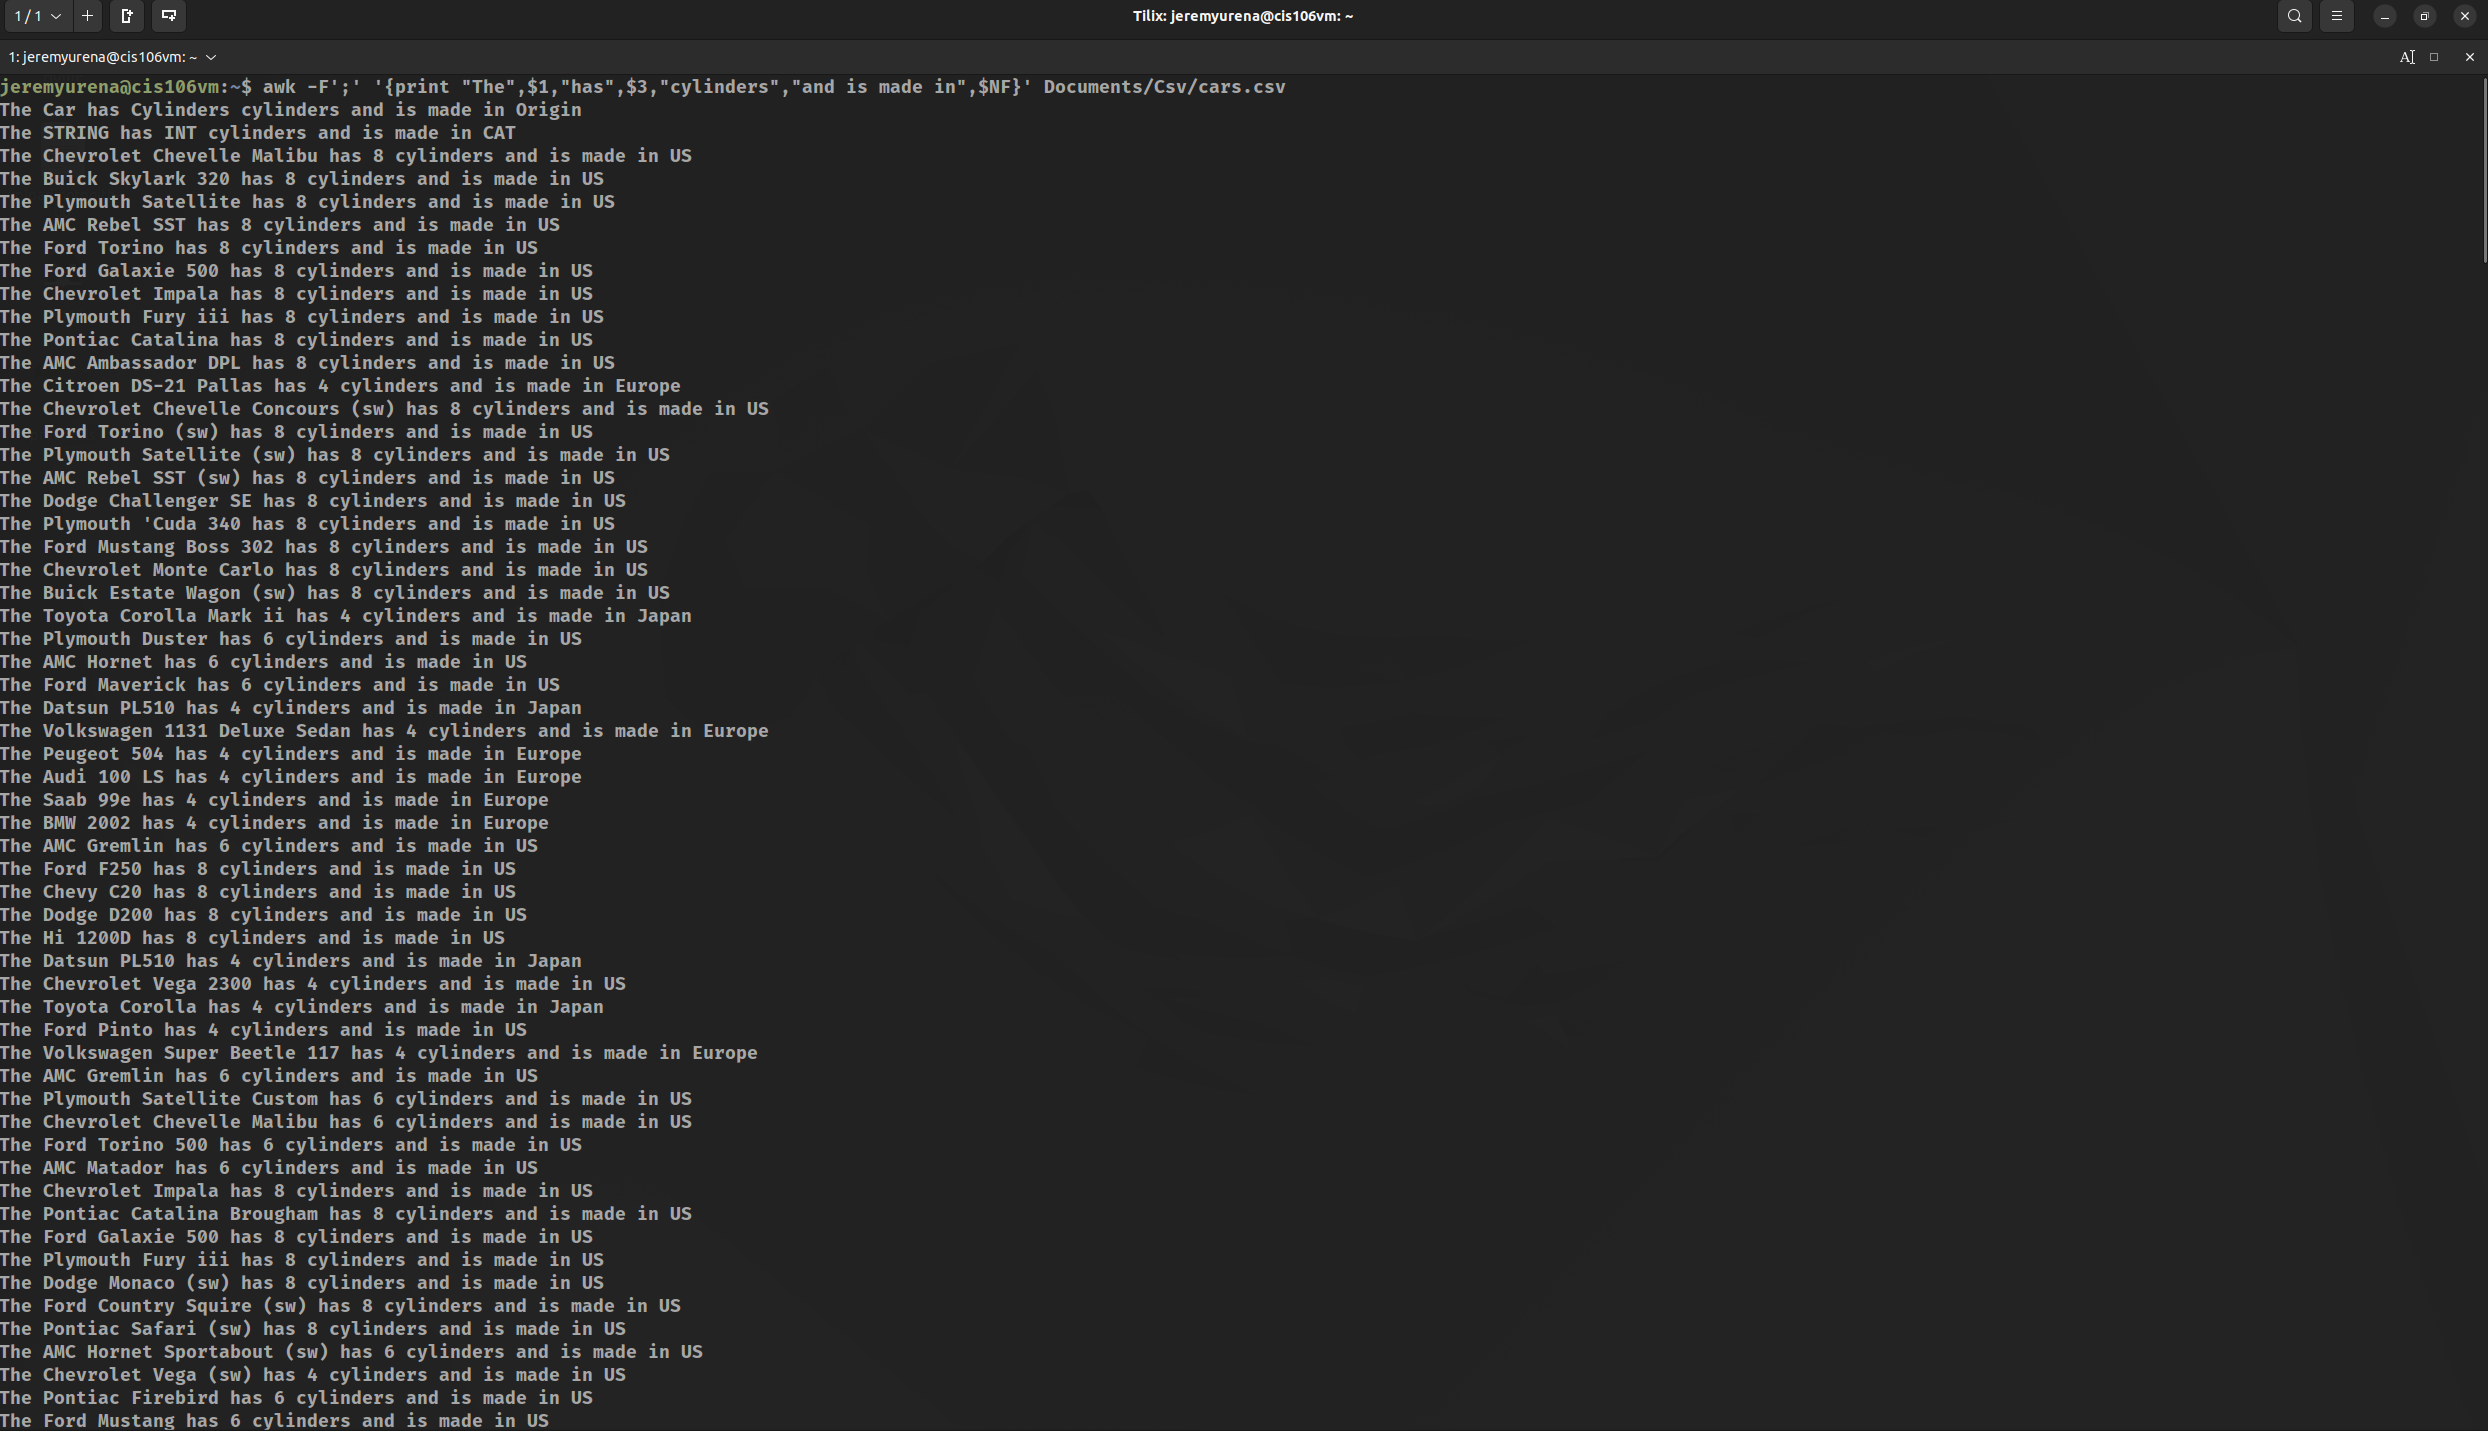 1 / 1
Tilix: jeremyurena@cis106vm: ~
1: jeremyurena@cis106vm: ~
jeremyurena@cis106vm:~$ awk -F';' '{print "The",$1,"has",$3,"cylinders","and is made in",$NF}' Documents/Csv/cars.csv
The Car has Cylinders cylinders and is made in Origin
The STRING has INT cylinders and is made in CAT
The Chevrolet Chevelle Malibu has 8 cylinders and is made in US
The Buick Skylark 320 has 8 cylinders and is made in US
The Plymouth Satellite has 8 cylinders and is made in US
The AMC Rebel SST has 8 cylinders and is made in US
The Ford Torino has 8 cylinders and is made in US
The Ford Galaxie 500 has 8 cylinders and is made in US
The Chevrolet Impala has 8 cylinders and is made in US
The Plymouth Fury iii has 8 cylinders and is made in US
The Pontiac Catalina has 8 cylinders and is made in US
The AMC Ambassador DPL has 8 cylinders and is made in US
The Citroen DS-21 Pallas has 4 cylinders and is made in Europe
The Chevrolet Chevelle Concours (sw) has 8 cylinders and is made in US
The Ford Torino (sw) has 8 cylinders and is made in US
The Plymouth Satellite (sw) has 8 cylinders and is made in US
The AMC Rebel SST (sw) has 8 cylinders and is made in US
The Dodge Challenger SE has 8 cylinders and is made in US
The Plymouth 'Cuda 340 has 8 cylinders and is made in US
The Ford Mustang Boss 302 has 8 cylinders and is made in US
The Chevrolet Monte Carlo has 8 cylinders and is made in US
The Buick Estate Wagon (sw) has 8 cylinders and is made in US
The Toyota Corolla Mark ii has 4 cylinders and is made in Japan
The Plymouth Duster has 6 cylinders and is made in US
The AMC Hornet has 6 cylinders and is made in US
The Ford Maverick has 6 cylinders and is made in US
The Datsun PL510 has 4 cylinders and is made in Japan
The Volkswagen 1131 Deluxe Sedan has 4 cylinders and is made in Europe
The Peugeot 504 has 4 cylinders and is made in Europe
The Audi 100 LS has 4 cylinders and is made in Europe
The Saab 99e has 4 cylinders and is made in Europe
The BMW 2002 has 4 cylinders and is made in Europe
The AMC Gremlin has 6 cylinders and is made in US
The Ford F250 has 8 cylinders and is made in US
The Chevy C20 has 8 cylinders and is made in US
The Dodge D200 has 8 cylinders and is made in US
The Hi 1200D has 8 cylinders and is made in US
The Datsun PL510 has 4 cylinders and is made in Japan
The Chevrolet Vega 2300 has 4 cylinders and is made in US
The Toyota Corolla has 4 cylinders and is made in Japan
The Ford Pinto has 4 cylinders and is made in US
The Volkswagen Super Beetle 117 has 4 cylinders and is made in Europe
The AMC Gremlin has 6 cylinders and is made in US
The Plymouth Satellite Custom has 6 cylinders and is made in US
The Chevrolet Chevelle Malibu has 6 cylinders and is made in US
The Ford Torino 500 has 6 cylinders and is made in US
The AMC Matador has 6 cylinders and is made in US
The Chevrolet Impala has 8 cylinders and is made in US
The Pontiac Catalina Brougham has 8 cylinders and is made in US
The Ford Galaxie 500 has 8 cylinders and is made in US
The Plymouth Fury iii has 8 cylinders and is made in US
The Dodge Monaco (sw) has 8 cylinders and is made in US
The Ford Country Squire (sw) has 8 cylinders and is made in US
The Pontiac Safari (sw) has 8 cylinders and is made in US
The AMC Hornet Sportabout (sw) has 6 cylinders and is made in US
The Chevrolet Vega (sw) has 4 cylinders and is made in US
The Pontiac Firebird has 6 cylinders and is made in US
The Ford Mustang has 6 cylinders and is made in US